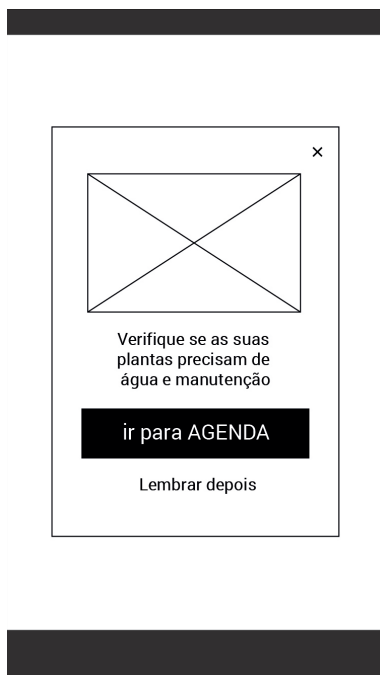 ×
Verifique se as suas
plantas precisam de
água e manutenção
ir para AGENDA
Lembrar depois